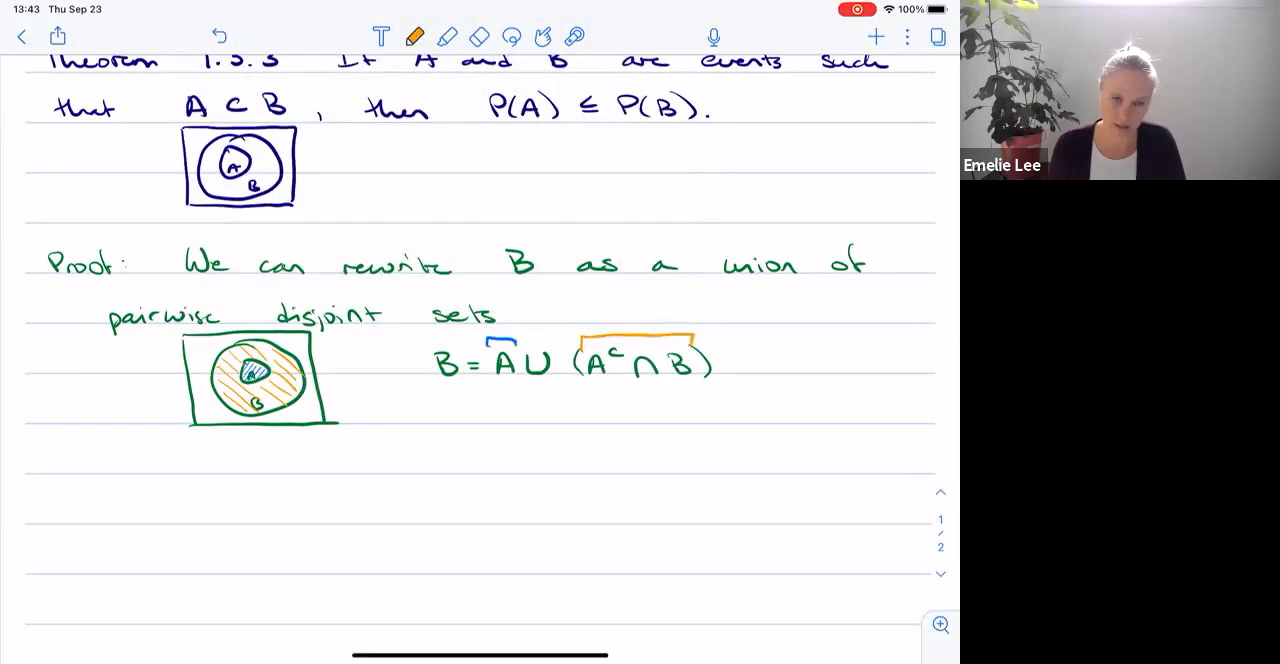 13:43 Thu Sep 23
100%
Theorem 1.3.3 If A and B are events such
that A ⊂ B, then P(A) ≤ P(B).
A
B
Proof: We can rewrite B as a union of
pairwise disjoint sets
B = A ∪ (Aᶜ ∩ B)
A
B
1
/
2
Emelie Lee